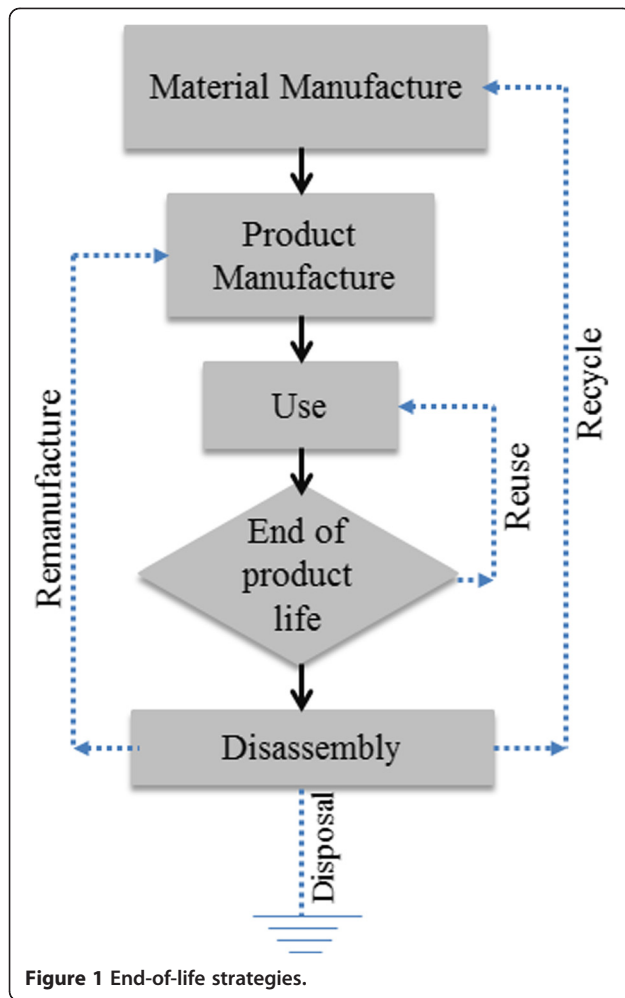 Material Manufacture
Product
Manufacture
Use
End of
product
life
Reuse
Recycle
Remanufacture
Disassembly
Disposal
Figure 1 End-of-life strategies.